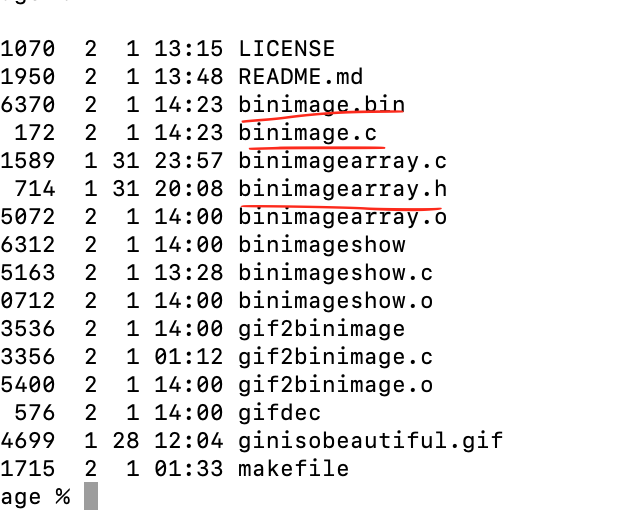 1070  2  1 13:15 LICENSE
1950  2  1 13:48 README.md
6370  2  1 14:23 binimage.bin
172  2  1 14:23 binimage.c
1589  1 31 23:57 binimagearray.c
714  1 31 20:08 binimagearray.h
5072  2  1 14:00 binimagearray.o
6312  2  1 14:00 binimageshow
5163  2  1 13:28 binimageshow.c
0712  2  1 14:00 binimageshow.o
3536  2  1 14:00 gif2binimage
3356  2  1 01:12 gif2binimage.c
5400  2  1 14:00 gif2binimage.o
576  2  1 14:00 gifdec
4699  1 28 12:04 ginisobeautiful.gif
1715  2  1 01:33 makefile
age %